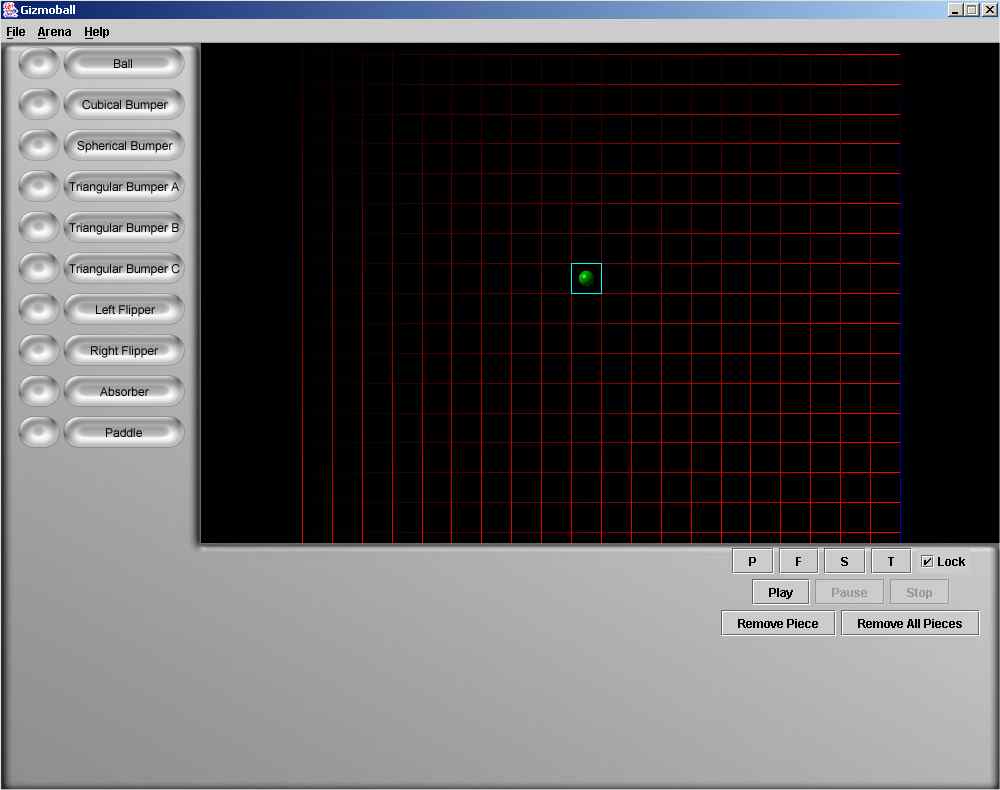 Gizmoball
File Arena Help
Ball
Cubical Bumper
Spherical Bumper
Triangular Bumper A
Triangular Bumper B
Triangular Bumper C
Left Flipper
Right Flipper
Absorber
Paddle
P F S T Lock
Play Pause Stop
Remove Piece Remove All Pieces